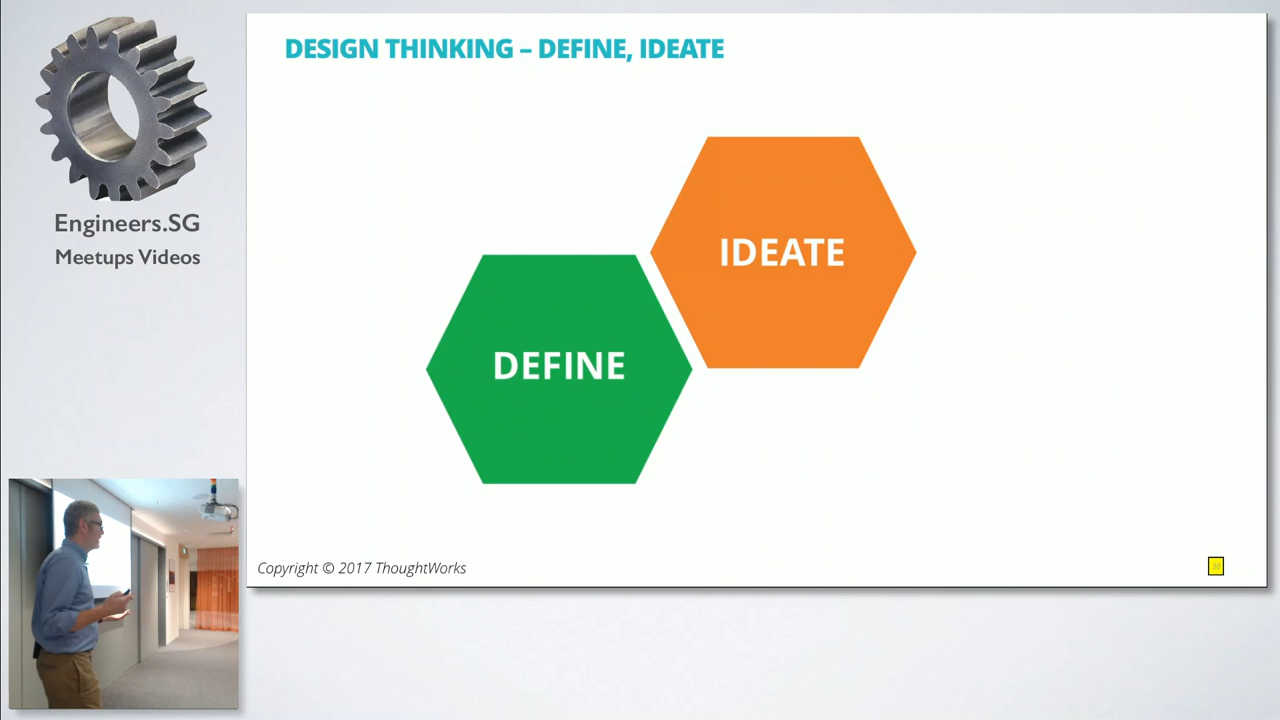 Engineers.SG
Meetups Videos
DESIGN THINKING – DEFINE, IDEATE
IDEATE
DEFINE
Copyright © 2017 ThoughtWorks